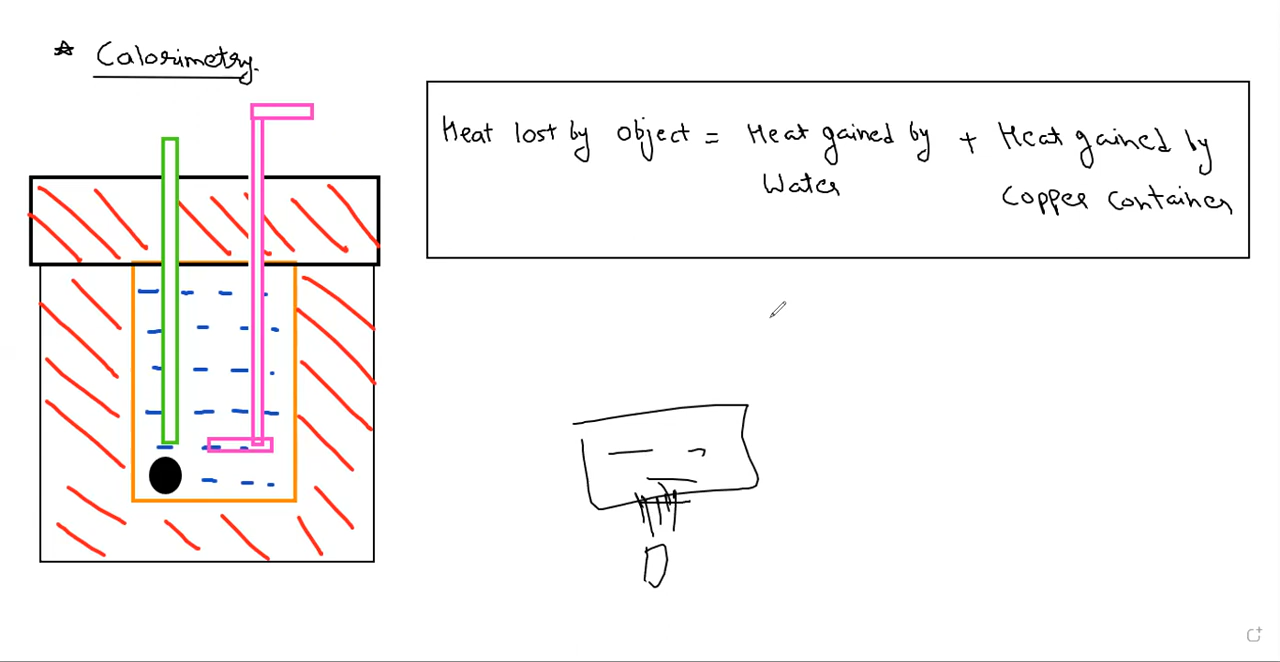 * Calorimetry.
Heat lost by object = Heat gained by + Heat gained by
Water Copper Container